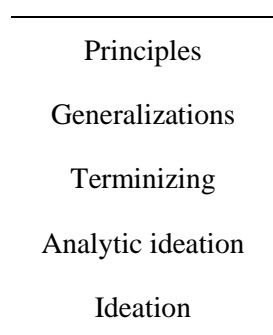 Principles
Generalizations
Terminizing
Analytic ideation
Ideation